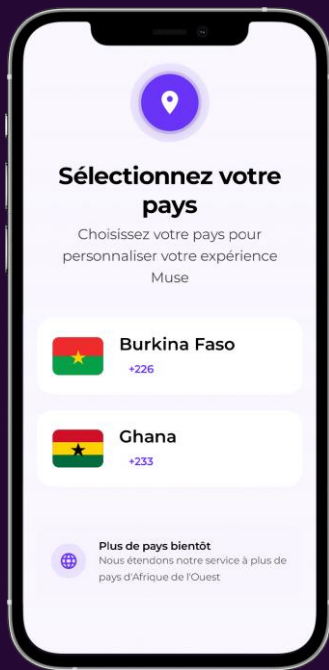 Sélectionnez votre
pays
Choisissez votre pays pour
personnaliser votre expérience
Muse
Burkina Faso
+226
Ghana
+233
Plus de pays bientôt
Nous étendons notre service à plus de
pays d'Afrique de l'Ouest